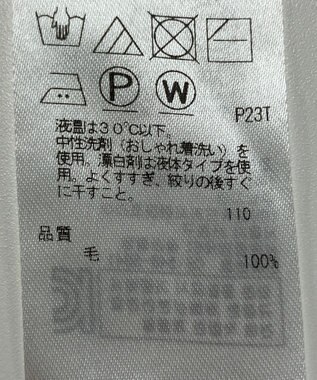 P
W
P23T
液温は30℃以下。
中性洗剤（おしゃれ着洗い）を
使用。漂白剤は液体タイプを使
用。よくすすぎ、絞りの後すぐ
に干すこと。
110
品質
毛 100%